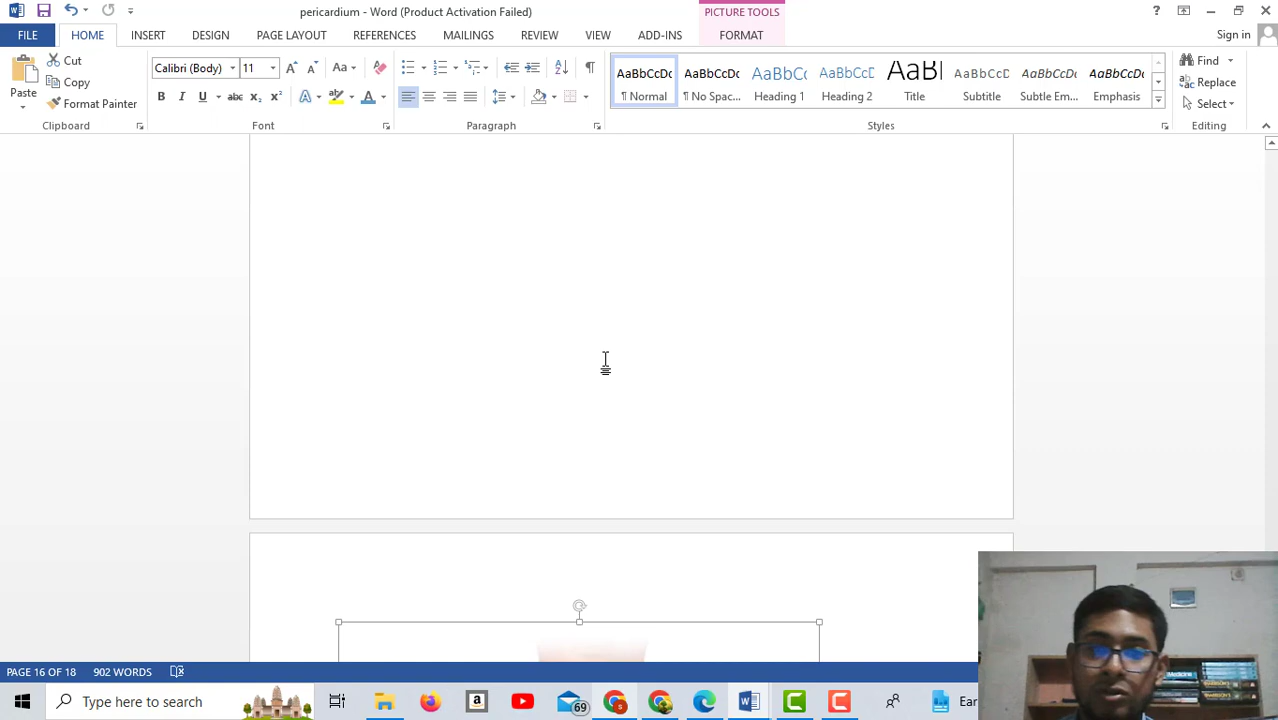 pericardium - Word (Product Activation Failed)
PICTURE TOOLS
?
FILE HOME INSERT DESIGN PAGE LAYOUT REFERENCES MAILINGS REVIEW VIEW ADD-INS FORMAT Sign in
Paste
Cut
Copy
Format Painter
Clipboard
Calibri (Body) 11
Font
Paragraph
AaBbCcDc AaBbCcDc AaBbC AaBbCcD AaBl AaBbCcD AaBbCcDc AaBbCcDc
¶ Normal ¶ No Spac... Heading 1 Heading 2 Title Subtitle Subtle Em... Emphasis
Styles
Find
Replace
Select
Editing
PAGE 16 OF 18 902 WORDS
Type here to search
69
Ear